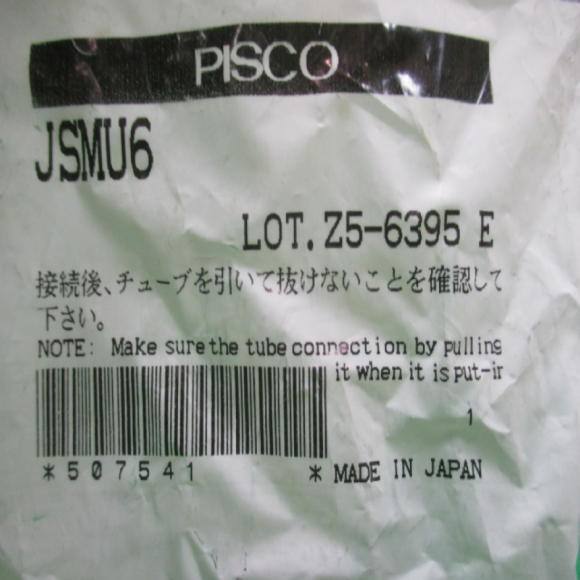 PISCO
JSMU6
LOT. Z5-6395 E
接続後、チューブを引いて抜けないことを確認して
下さい。
NOTE: Make sure the tube connection by pulling
it when it is put-in
1
*507541 * MADE IN JAPAN